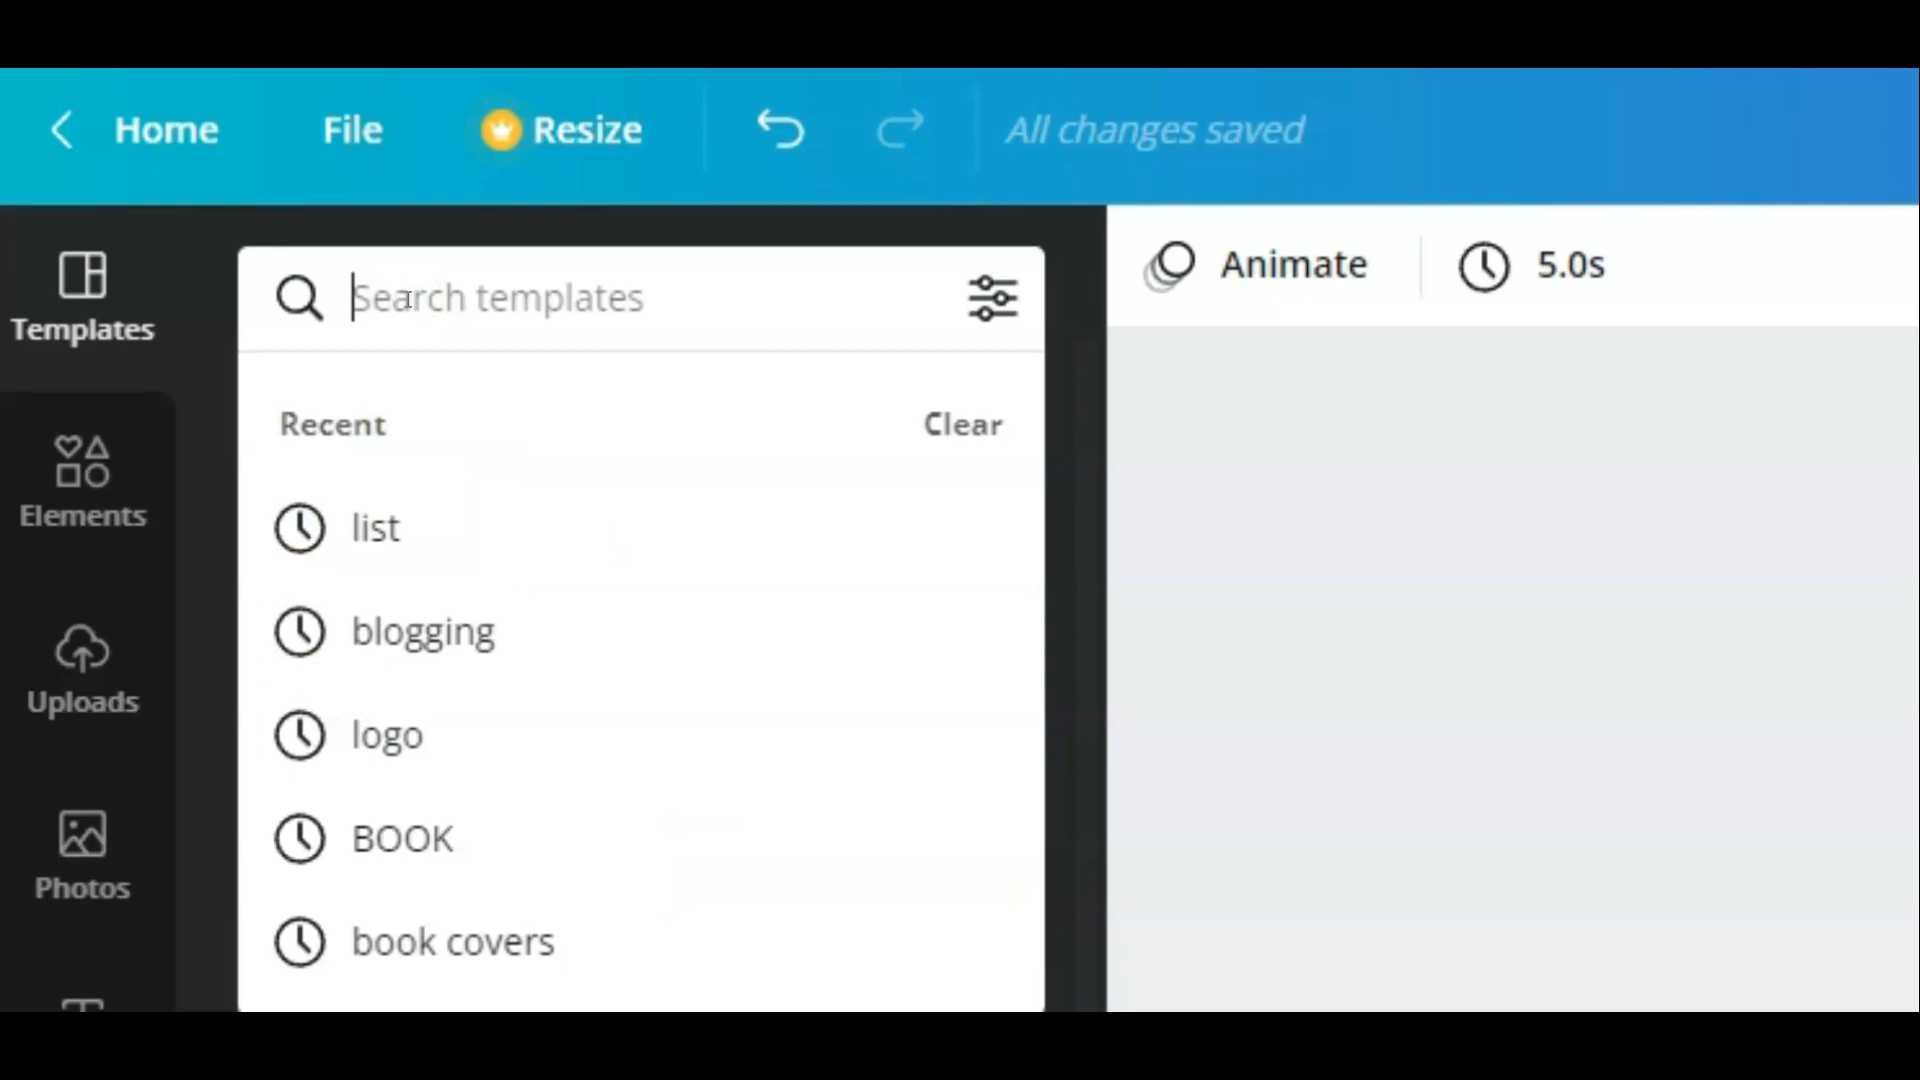 Home File Resize All changes saved
Templates
Elements
Uploads
Photos
Search templates
Recent Clear
list
blogging
logo
BOOK
book covers
Animate 5.0s